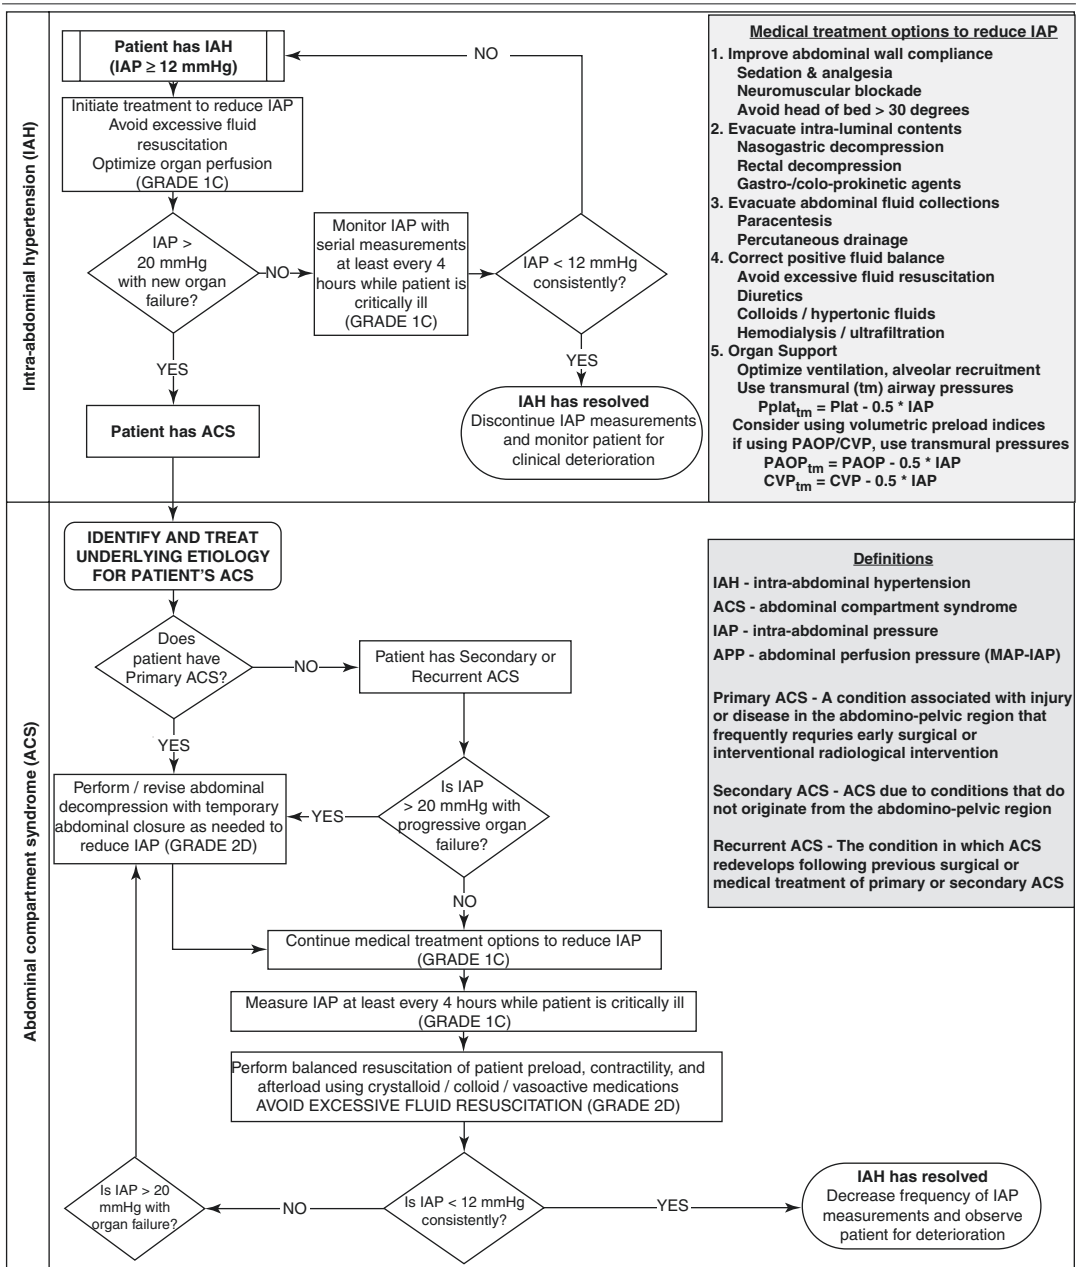 Intra-abdominal hypertension (IAH)
Patient has IAH
(IAP ≥ 12 mmHg)
NO
Initiate treatment to reduce IAP
Avoid excessive fluid
resuscitation
Optimize organ perfusion
(GRADE 1C)
IAP >
20 mmHg
with new organ
failure?
NO
Monitor IAP with
serial measurements
at least every 4
hours while patient is
critically ill
(GRADE 1C)
IAP < 12 mmHg
consistently?
YES
YES
IAH has resolved
Discontinue IAP measurements
and monitor patient for
clinical deterioration
Patient has ACS
Medical treatment options to reduce IAP
1. Improve abdominal wall compliance
Sedation & analgesia
Neuromuscular blockade
Avoid head of bed > 30 degrees
2. Evacuate intra-luminal contents
Nasogastric decompression
Rectal decompression
Gastro-/colo-prokinetic agents
3. Evacuate abdominal fluid collections
Paracentesis
Percutaneous drainage
4. Correct positive fluid balance
Avoid excessive fluid resuscitation
Diuretics
Colloids / hypertonic fluids
Hemodialysis / ultrafiltration
5. Organ Support
Optimize ventilation, alveolar recruitment
Use transmural (tm) airway pressures
Pplattm = Plat - 0.5 * IAP
Consider using volumetric preload indices
if using PAOP/CVP, use transmural pressures
PAOPtm = PAOP - 0.5 * IAP
CVPtm = CVP - 0.5 * IAP
Abdominal compartment syndrome (ACS)
IDENTIFY AND TREAT
UNDERLYING ETIOLOGY
FOR PATIENT'S ACS
Does
patient have
Primary ACS?
NO
Patient has Secondary or
Recurrent ACS
YES
Perform / revise abdominal
decompression with temporary
abdominal closure as needed to
reduce IAP (GRADE 2D)
YES
Is IAP
> 20 mmHg with
progressive organ
failure?
NO
Continue medical treatment options to reduce IAP
(GRADE 1C)
Measure IAP at least every 4 hours while patient is critically ill
(GRADE 1C)
Perform balanced resuscitation of patient preload, contractility, and
afterload using crystalloid / colloid / vasoactive medications
AVOID EXCESSIVE FLUID RESUSCITATION (GRADE 2D)
Is IAP > 20
mmHg with
organ failure?
NO
Is IAP < 12 mmHg
consistently?
YES
IAH has resolved
Decrease frequency of IAP
measurements and observe
patient for deterioration
Definitions
IAH - intra-abdominal hypertension
ACS - abdominal compartment syndrome
IAP - intra-abdominal pressure
APP - abdominal perfusion pressure (MAP-IAP)
Primary ACS - A condition associated with injury
or disease in the abdomino-pelvic region that
frequently requries early surgical or
interventional radiological intervention
Secondary ACS - ACS due to conditions that do
not originate from the abdomino-pelvic region
Recurrent ACS - The condition in which ACS
redevelops following previous surgical or
medical treatment of primary or secondary ACS